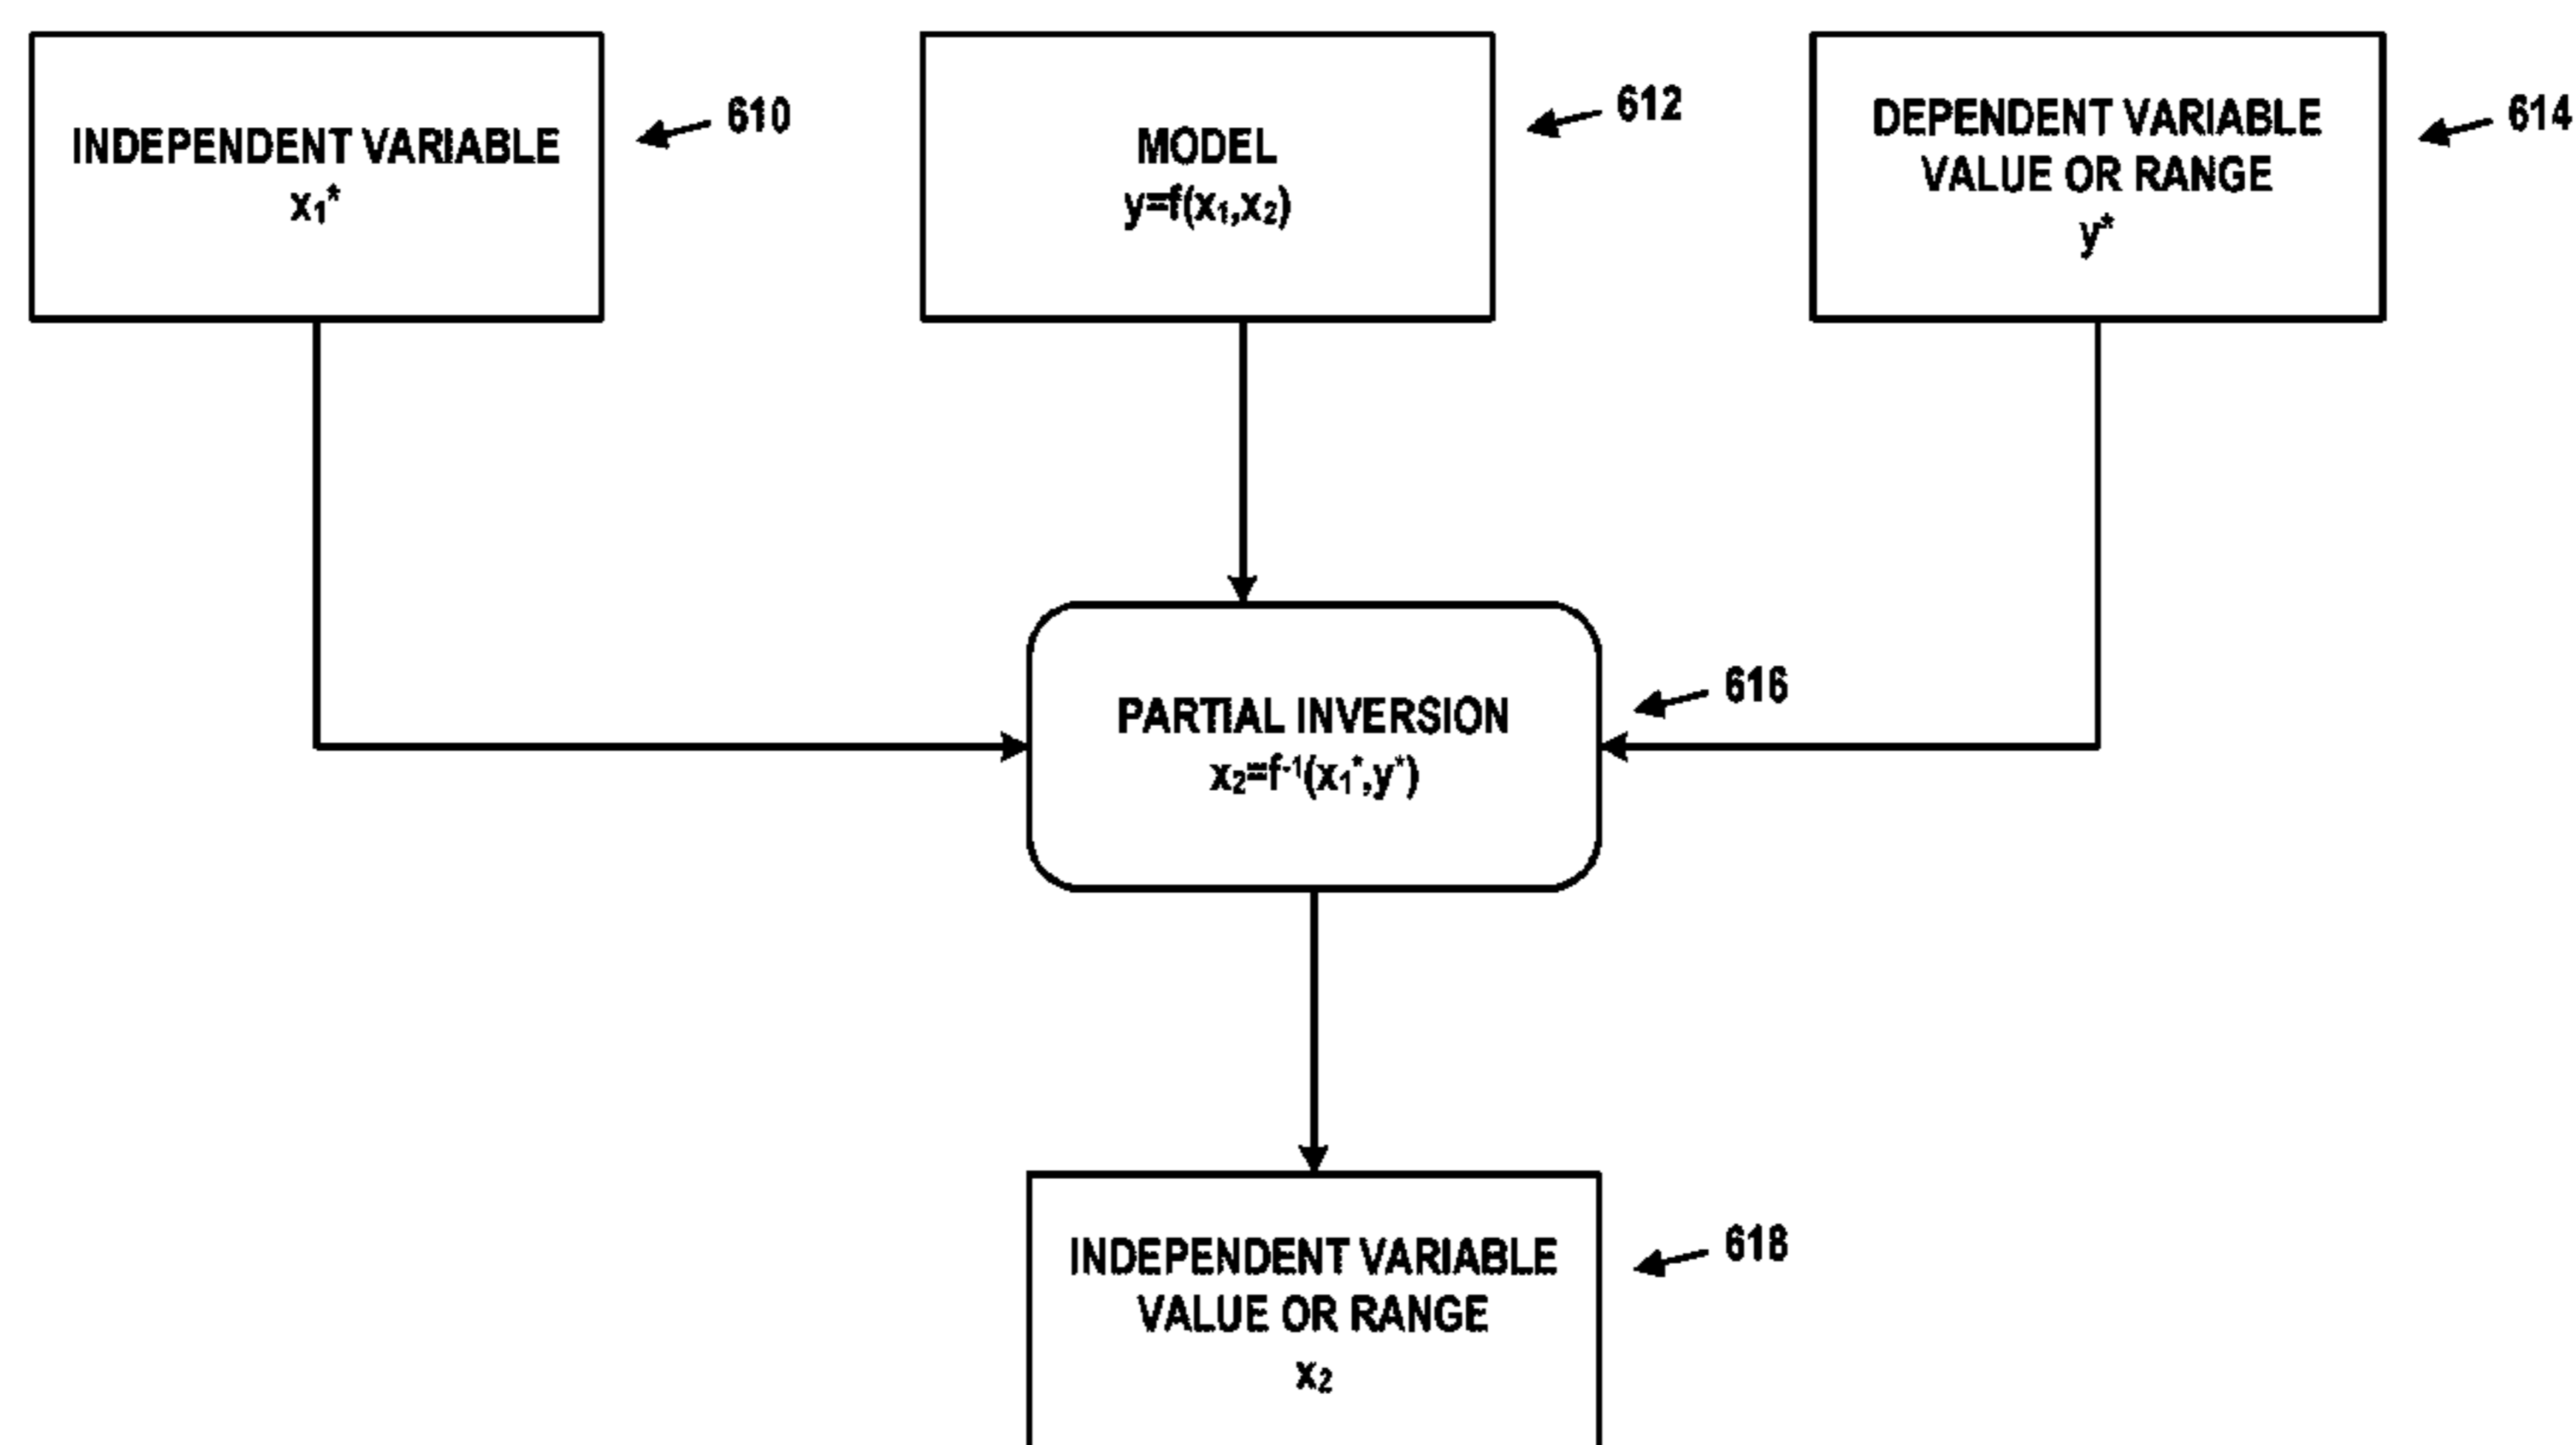 INDEPENDENT VARIABLE
x₁*
610
MODEL
y=f(x₁,x₂)
612
DEPENDENT VARIABLE
VALUE OR RANGE
y*
614
PARTIAL INVERSION
x₂=f⁻¹(x₁*,y*)
616
INDEPENDENT VARIABLE
VALUE OR RANGE
x₂
618